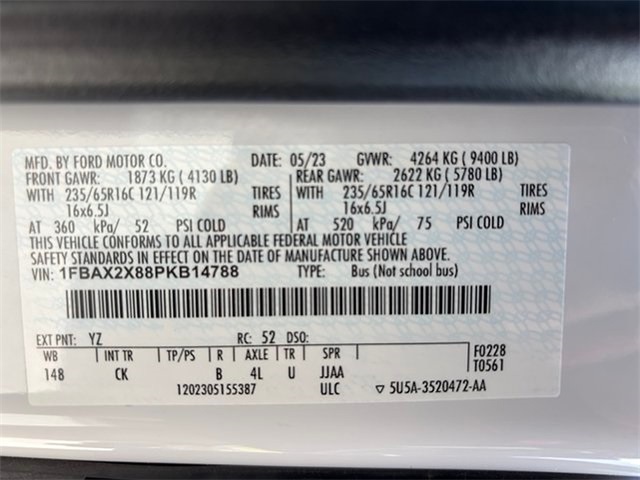 MFD. BY FORD MOTOR CO. DATE: 05/23 GVWR: 4264 KG ( 9400 LB)
FRONT GAWR: 1873 KG ( 4130 LB) REAR GAWR: 2622 KG ( 5780 LB)
WITH 235/65R16C 121/119R TIRES WITH 235/65R16C 121/119R TIRES
16x6.5J RIMS 16x6.5J RIMS
AT 360 kPa/ 52 PSI COLD AT 520 kPa/ 75 PSI COLD
THIS VEHICLE CONFORMS TO ALL APPLICABLE FEDERAL MOTOR VEHICLE
SAFETY STANDARDS IN EFFECT ON THE DATE OF MANUFACTURE SHOWN ABOVE.
VIN: 1FBAX2X88PKB14788 TYPE: Bus (Not school bus)
EXT PNT: YZ RC: 52 DSO:
WB INT TR TP/PS R AXLE TR SPR F0228
148 CK B 4L U JJAA T0561
1202305155387 ULC ▽ 5U5A-3520472-AA